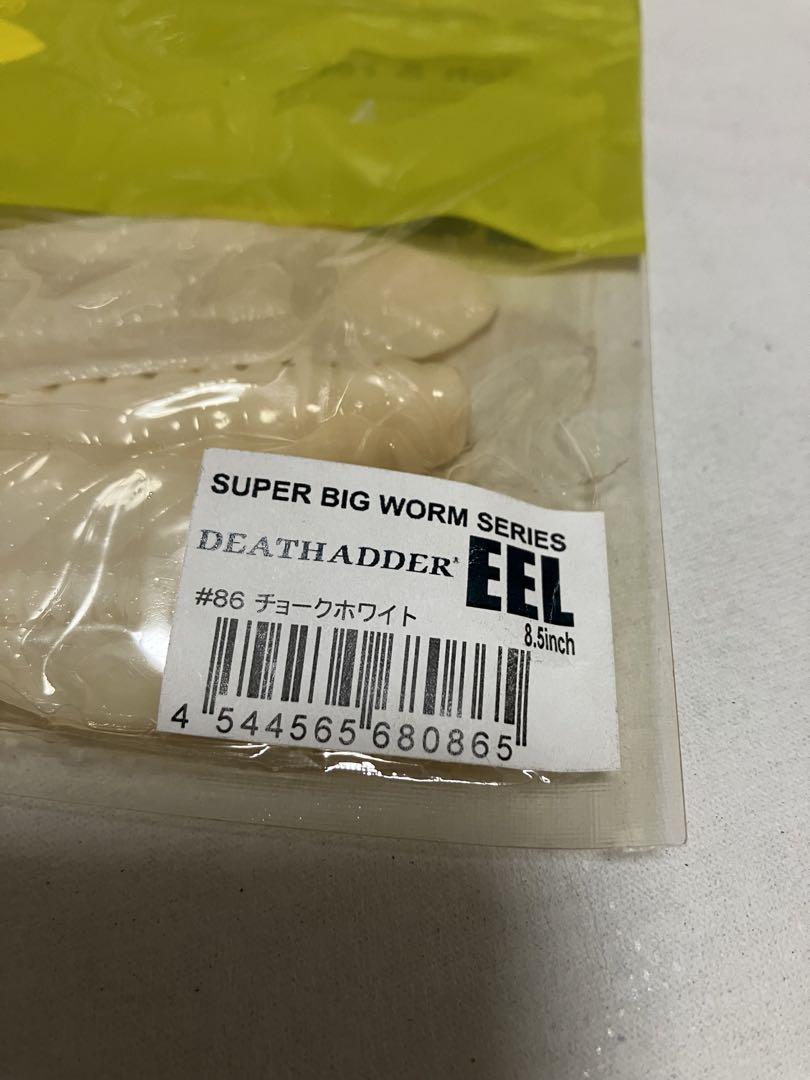 SUPER BIG WORM SERIES
DEATHADDER® EEL
#86 チョークホワイト
8.5inch
4 544565 680865